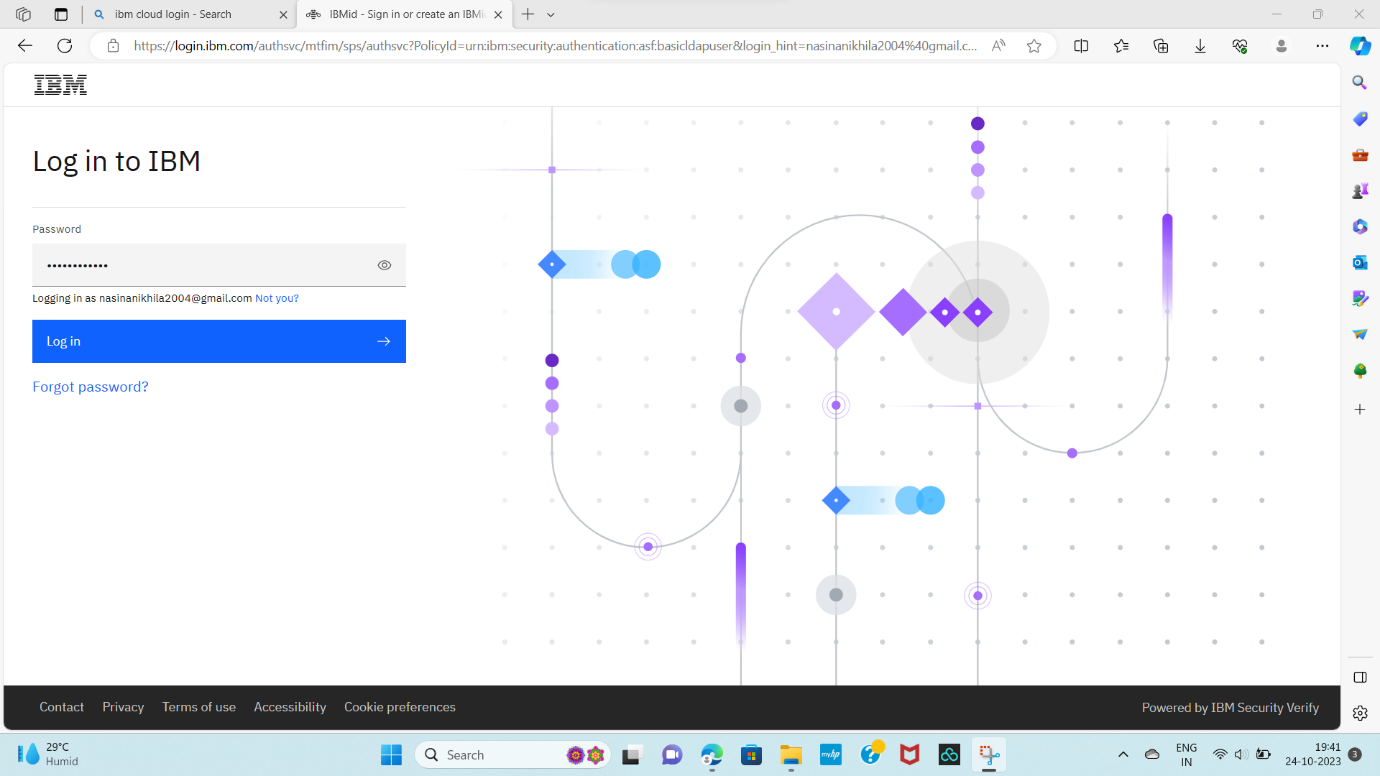 ibm cloud login - Search
IBMid - Sign in or create an IBMi
https://login.ibm.com/authsvc/mtfim/sps/authsvc?PolicyId=urn:ibm:security:authentication:asf:basicldapuser&login_hint=nasinanikhila2004%40gmail.c...
IBM
Log in to IBM
Password
••••••••••••
Logging in as nasinanikhila2004@gmail.com Not you?
Log in
Forgot password?
Contact Privacy Terms of use Accessibility Cookie preferences
Powered by IBM Security Verify
29°C
Humid
Search
myhp
ENG
IN
19:41
24-10-2023
3